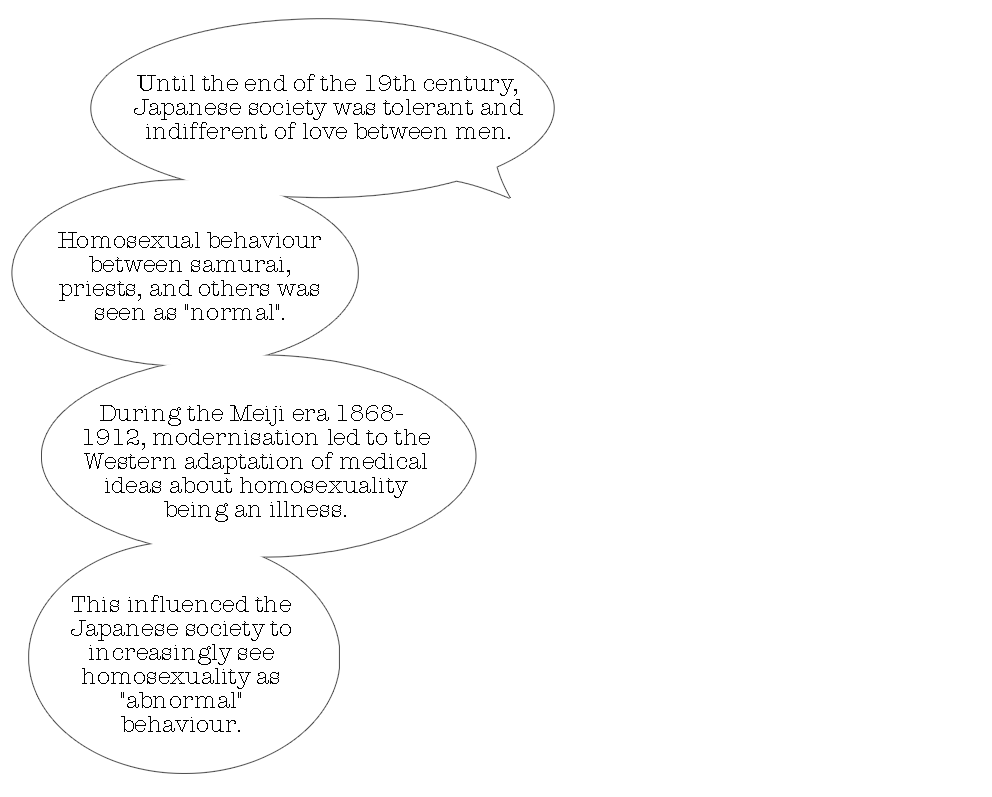 Until the end of the 19th century,
Japanese society was tolerant and
indifferent of love between men.
Homosexual behaviour
between samurai,
priests, and others was
seen as "normal".
During the Meiji era 1868-
1912, modernisation led to the
Western adaptation of medical
ideas about homosexuality
being an illness.
This influenced the
Japanese society to
increasingly see
homosexuality as
"abnormal"
behaviour.